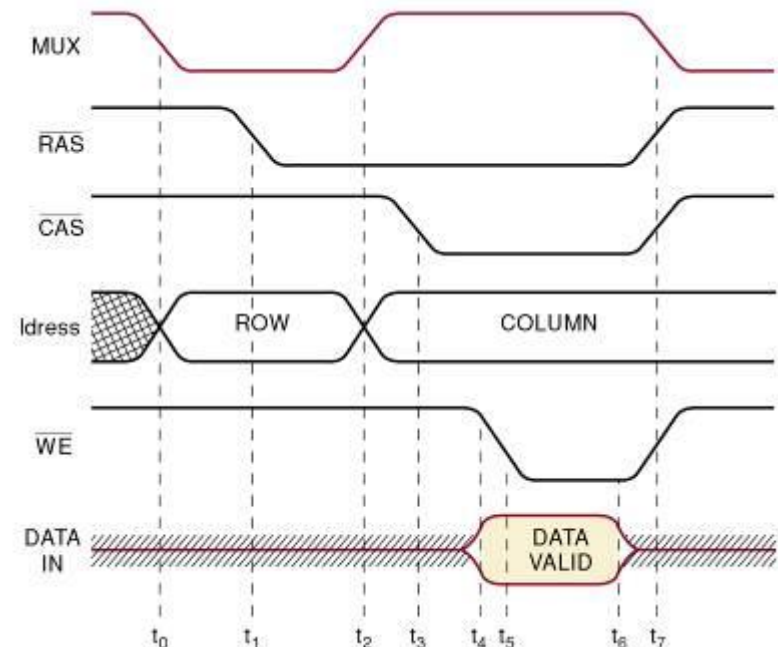 MUX
RAS
CAS
ldress
ROW
COLUMN
WE
DATA
IN
DATA
VALID
t0 t1 t2 t3 t4 t5 t6 t7